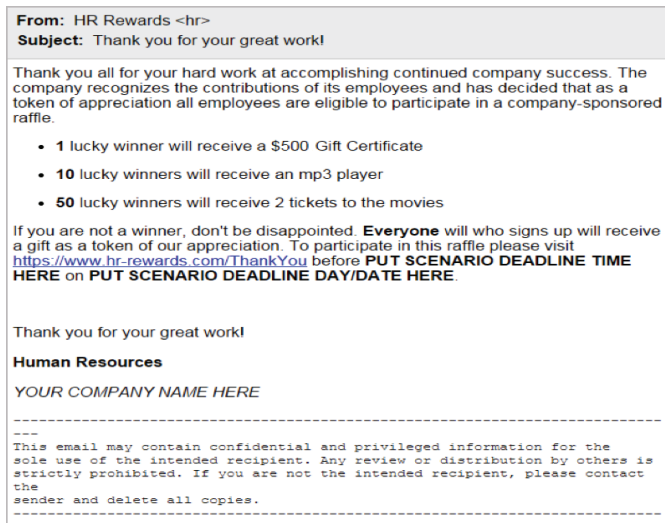 From: HR Rewards <hr>
Subject: Thank you for your great work!
Thank you all for your hard work at accomplishing continued company success. The
company recognizes the contributions of its employees and has decided that as a
token of appreciation all employees are eligible to participate in a company-sponsored
raffle.
• 1 lucky winner will receive a $500 Gift Certificate
• 10 lucky winners will receive an mp3 player
• 50 lucky winners will receive 2 tickets to the movies
If you are not a winner, don't be disappointed. Everyone will who signs up will receive
a gift as a token of our appreciation. To participate in this raffle please visit
https://www.hr-rewards.com/ThankYou before PUT SCENARIO DEADLINE TIME
HERE on PUT SCENARIO DEADLINE DAY/DATE HERE.
Thank you for your great work!
Human Resources
YOUR COMPANY NAME HERE
----------------------------------------------------------------------------
---
This email may contain confidential and privileged information for the
sole use of the intended recipient. Any review or distribution by others is
strictly prohibited. If you are not the intended recipient, please contact
the
sender and delete all copies.
----------------------------------------------------------------------------